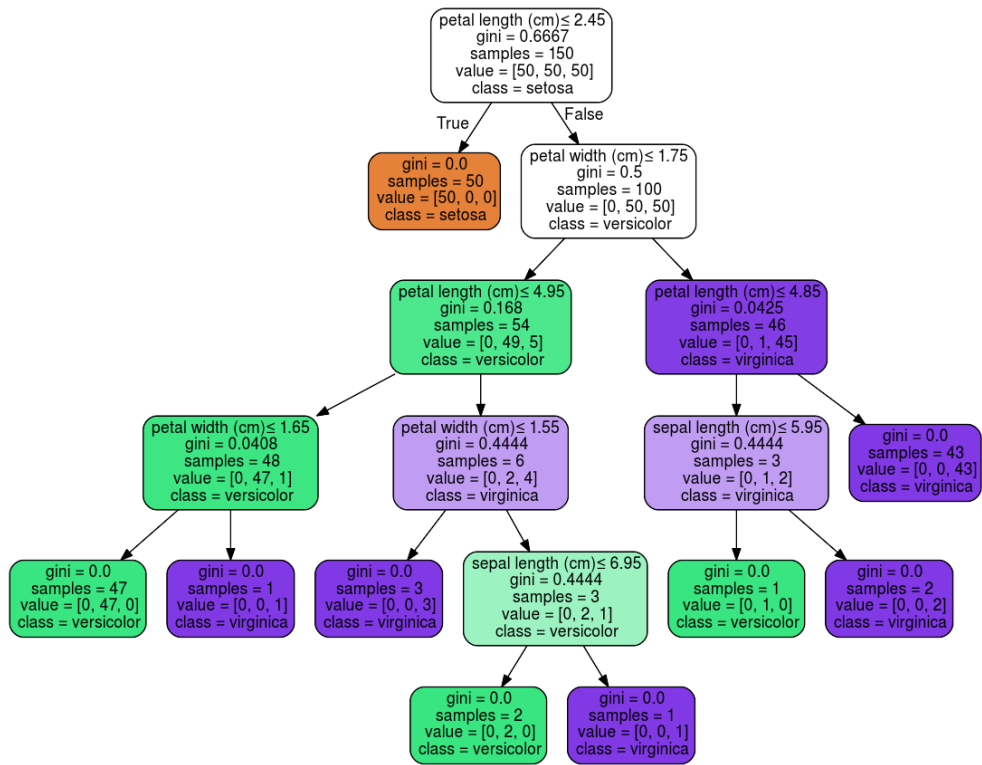 petal length (cm)≤ 2.45
gini = 0.6667
samples = 150
value = [50, 50, 50]
class = setosa
True
False
gini = 0.0
samples = 50
value = [50, 0, 0]
class = setosa
petal width (cm)≤ 1.75
gini = 0.5
samples = 100
value = [0, 50, 50]
class = versicolor
petal length (cm)≤ 4.95
gini = 0.168
samples = 54
value = [0, 49, 5]
class = versicolor
petal length (cm)≤ 4.85
gini = 0.0425
samples = 46
value = [0, 1, 45]
class = virginica
petal width (cm)≤ 1.65
gini = 0.0408
samples = 48
value = [0, 47, 1]
class = versicolor
petal width (cm)≤ 1.55
gini = 0.4444
samples = 6
value = [0, 2, 4]
class = virginica
sepal length (cm)≤ 5.95
gini = 0.4444
samples = 3
value = [0, 1, 2]
class = virginica
gini = 0.0
samples = 43
value = [0, 0, 43]
class = virginica
gini = 0.0
samples = 47
value = [0, 47, 0]
class = versicolor
gini = 0.0
samples = 1
value = [0, 0, 1]
class = virginica
gini = 0.0
samples = 3
value = [0, 0, 3]
class = virginica
sepal length (cm)≤ 6.95
gini = 0.4444
samples = 3
value = [0, 2, 1]
class = versicolor
gini = 0.0
samples = 1
value = [0, 1, 0]
class = versicolor
gini = 0.0
samples = 2
value = [0, 0, 2]
class = virginica
gini = 0.0
samples = 2
value = [0, 2, 0]
class = versicolor
gini = 0.0
samples = 1
value = [0, 0, 1]
class = virginica